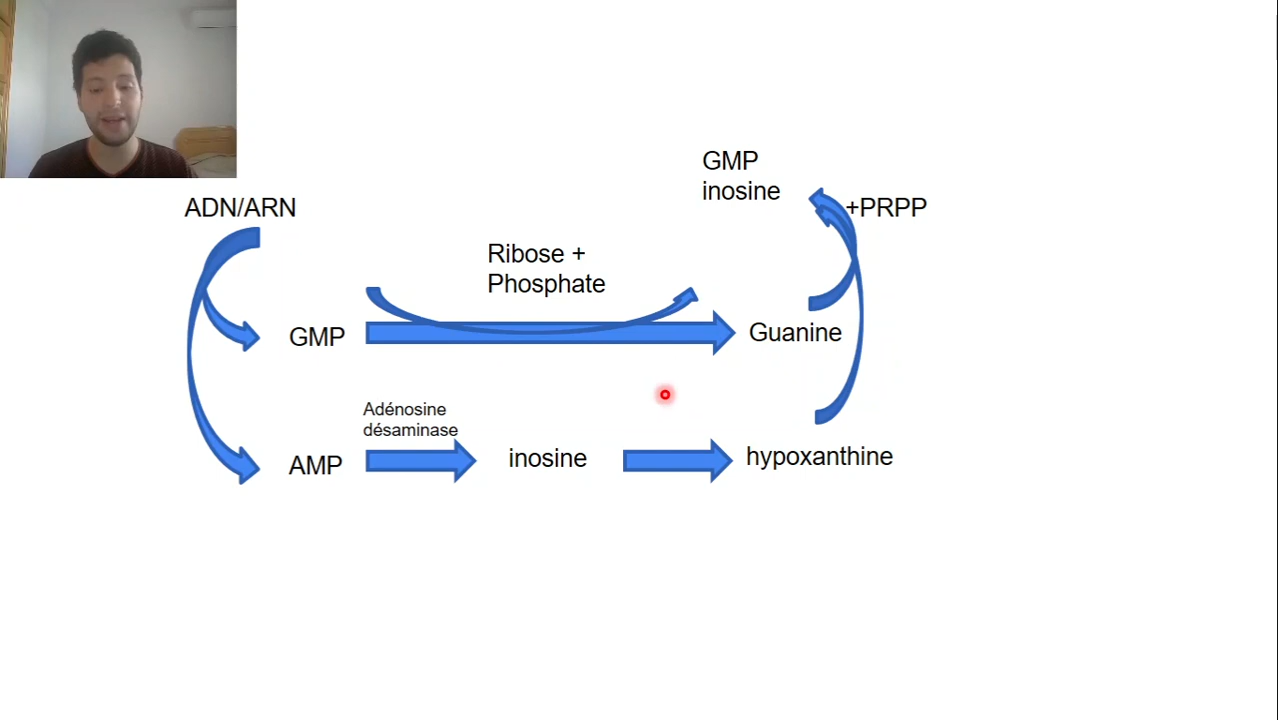 GMP
inosine
ADN/ARN
+PRPP
Ribose +
Phosphate
GMP
Guanine
Adénosine
désaminase
AMP
inosine
hypoxanthine